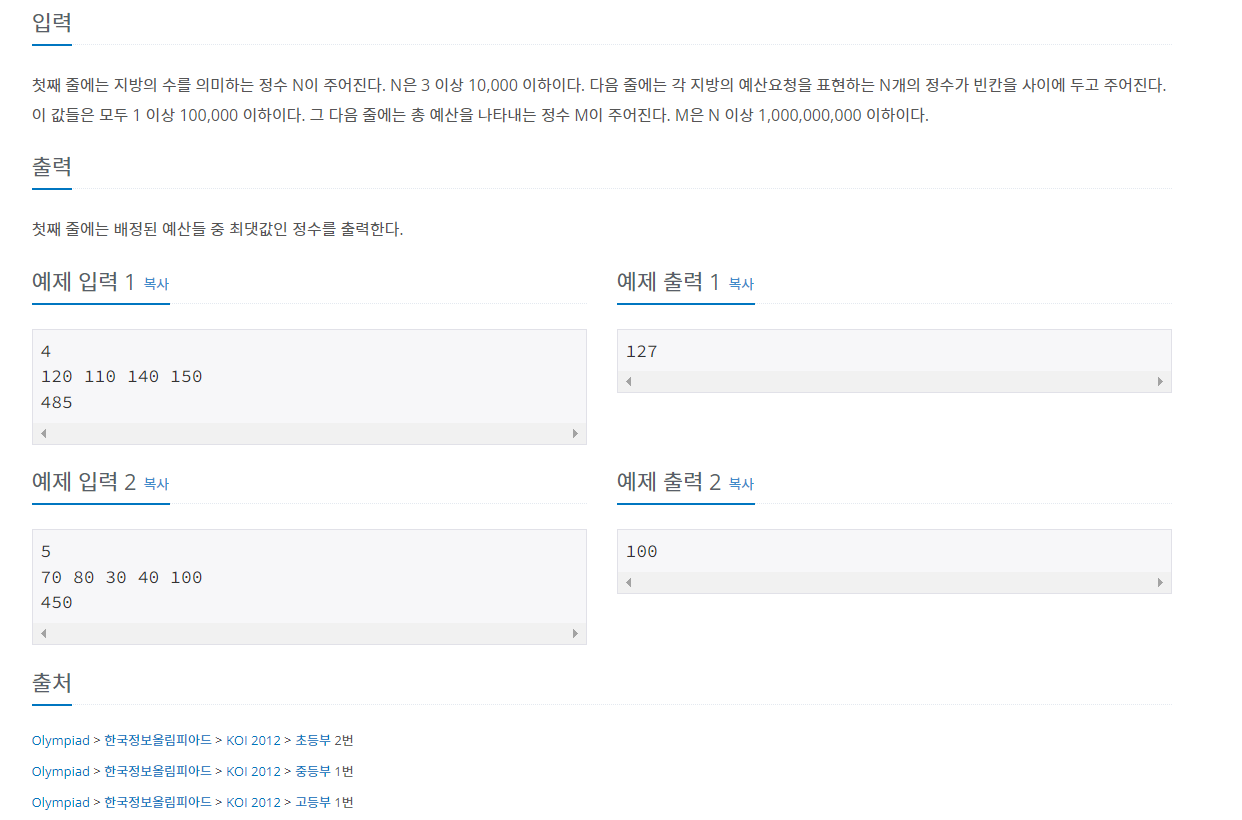 입력
첫째 줄에는 지방의 수를 의미하는 정수 N이 주어진다. N은 3 이상 10,000 이하이다. 다음 줄에는 각 지방의 예산요청을 표현하는 N개의 정수가 빈칸을 사이에 두고 주어진다.
이 값들은 모두 1 이상 100,000 이하이다. 그 다음 줄에는 총 예산을 나타내는 정수 M이 주어진다. M은 N 이상 1,000,000,000 이하이다.
출력
첫째 줄에는 배정된 예산들 중 최댓값인 정수를 출력한다.
예제 입력 1 복사
4
120 110 140 150
485
예제 출력 1 복사
127
예제 입력 2 복사
5
70 80 30 40 100
450
예제 출력 2 복사
100
출처
Olympiad > 한국정보올림피아드 > KOI 2012 > 초등부 2번
Olympiad > 한국정보올림피아드 > KOI 2012 > 중등부 1번
Olympiad > 한국정보올림피아드 > KOI 2012 > 고등부 1번